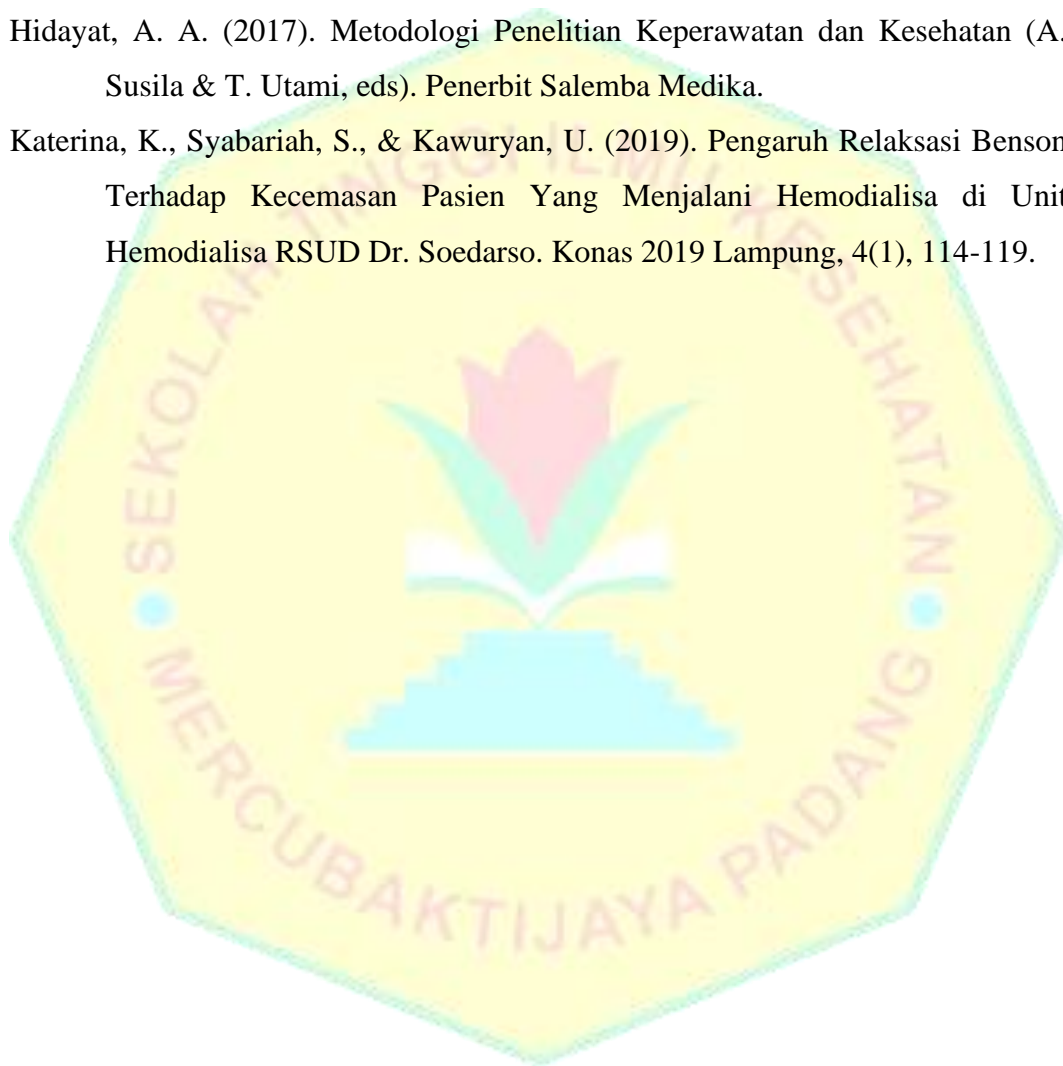 Hidayat, A. A. (2017). Metodologi Penelitian Keperawatan dan Kesehatan (A.
Susila & T. Utami, eds). Penerbit Salemba Medika.
Katerina, K., Syabariah, S., & Kawuryan, U. (2019). Pengaruh Relaksasi Benson
Terhadap Kecemasan Pasien Yang Menjalani Hemodialisa di Unit
Hemodialisa RSUD Dr. Soedarso. Konas 2019 Lampung, 4(1), 114-119.
SEKOLAH TINGGI ILMU KESEHATAN
MERCUBAKTIJAYA PADANG